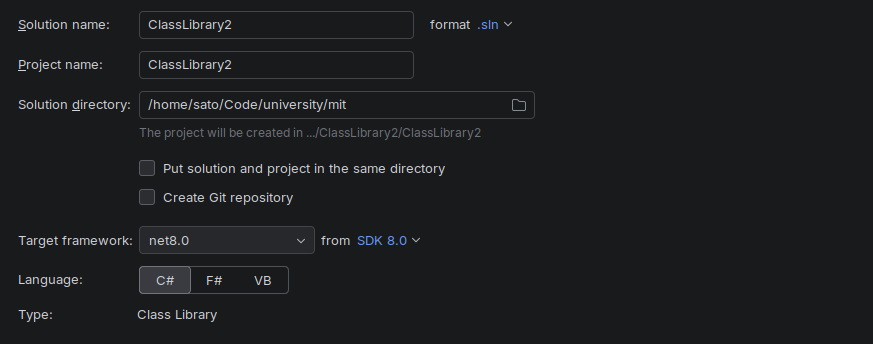 Solution name: ClassLibrary2 format .sln
Project name: ClassLibrary2
Solution directory: /home/sato/Code/university/mit
The project will be created in .../ClassLibrary2/ClassLibrary2
Put solution and project in the same directory
Create Git repository
Target framework: net8.0 from SDK 8.0
Language: C# F# VB
Type: Class Library